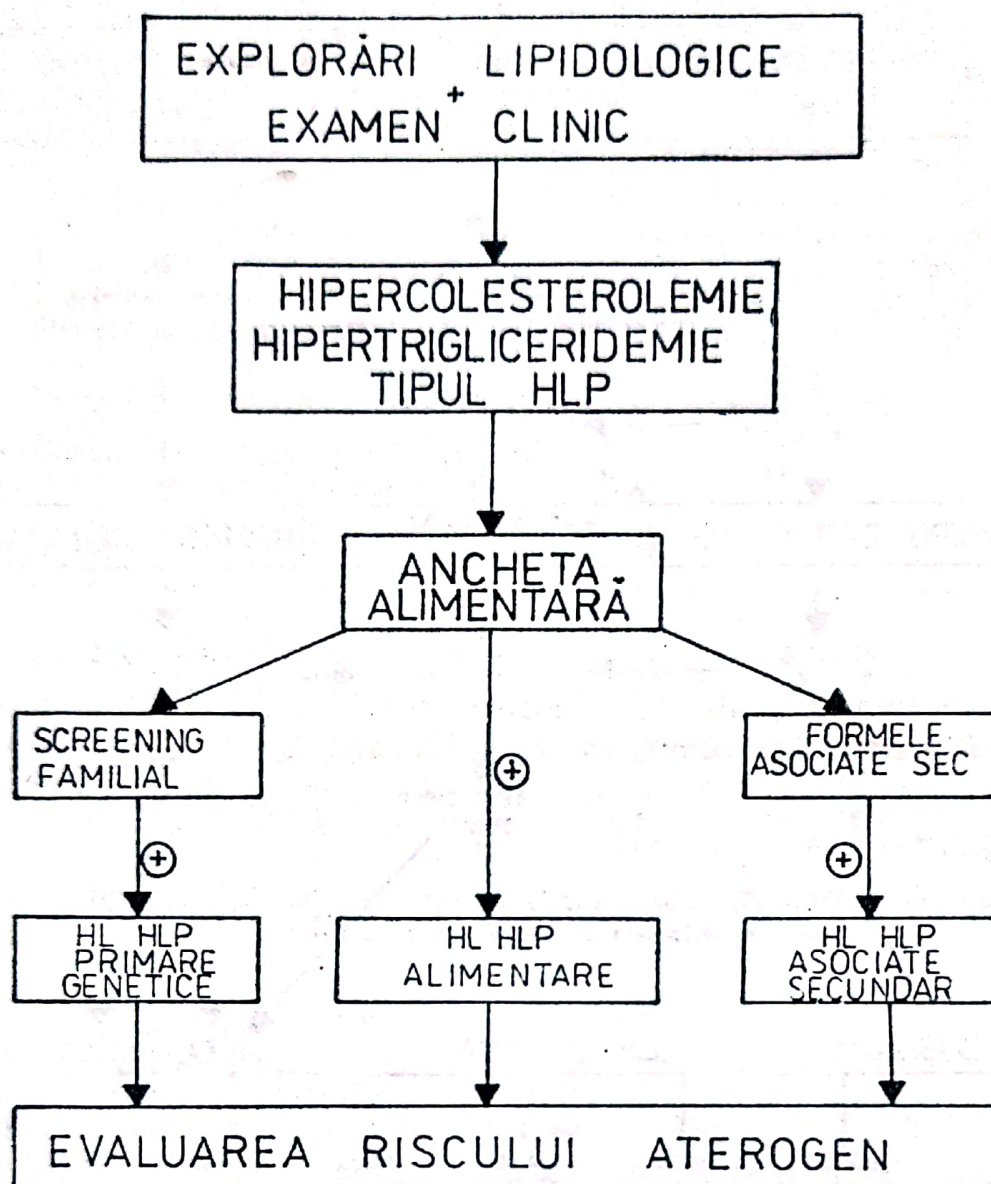 EXPLORĂRI LIPIDOLOGICE
+
EXAMEN CLINIC
HIPERCOLESTEROLEMIE
HIPERTRIGLICERIDEMIE
TIPUL HLP
ANCHETA
ALIMENTARĂ
SCREENING
FAMILIAL
+
FORMELE
ASOCIATE SEC
+
+
HL HLP
PRIMARE
GENETICE
HL HLP
ALIMENTARE
HL HLP
ASOCIATE
SECUNDAR
EVALUAREA RISCULUI ATEROGEN